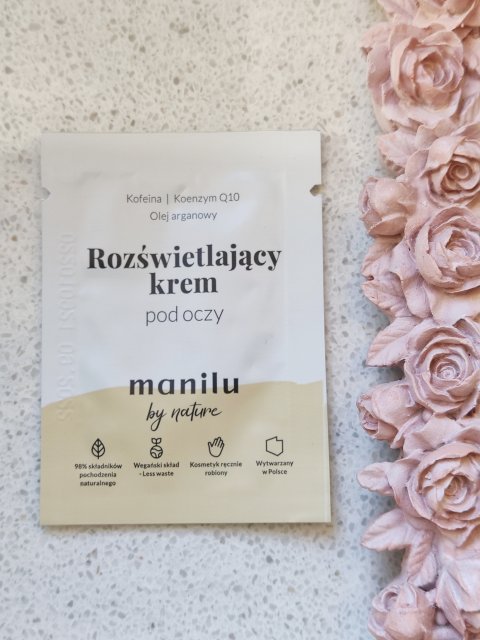 Kofeina | Koenzym Q10
Olej arganowy
Rozświetlający
krem
pod oczy
manilu
by nature
98% składników
pochodzenia
naturalnego
Wegański skład
- Less waste
Kosmetyk ręcznie
robiony
Wytwarzany
w Polsce